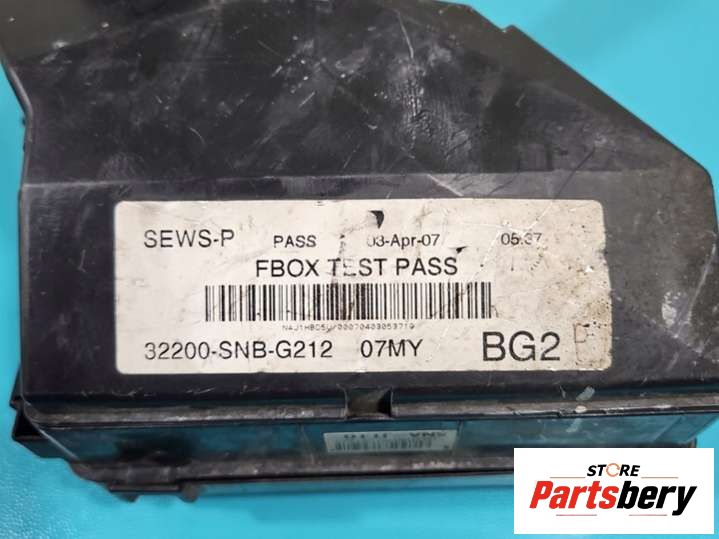 SEWS-P PASS 03-Apr-07 05:37
FBOX TEST PASS
32200-SNB-G212 07MY BG2
STORE
Partsbery